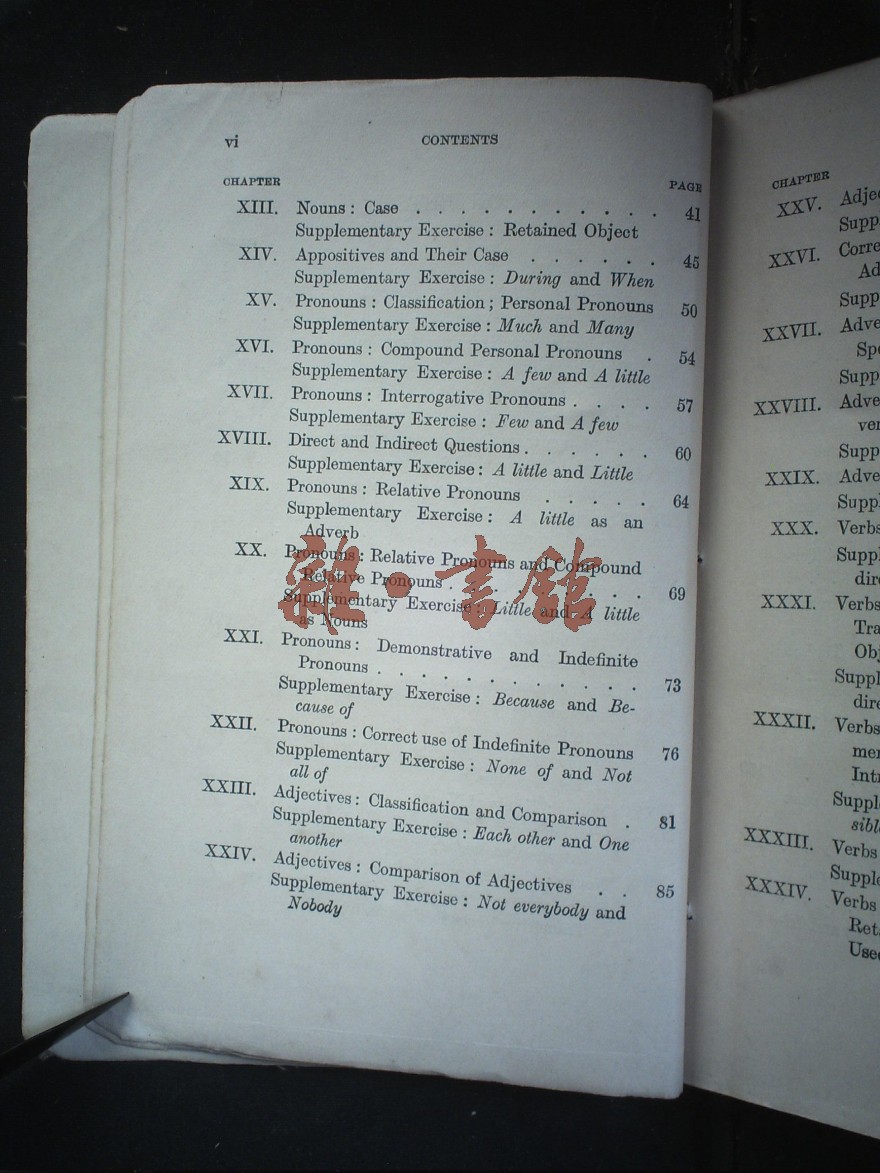 vi CONTENTS
CHAPTER PAGE
XIII. Nouns : Case . . . . . . . . . . . 41
Supplementary Exercise : Retained Object
XIV. Appositives and Their Case . . . . . . 45
Supplementary Exercise : During and When
XV. Pronouns : Classification ; Personal Pronouns 50
Supplementary Exercise : Much and Many
XVI. Pronouns : Compound Personal Pronouns . 54
Supplementary Exercise : A few and A little
XVII. Pronouns : Interrogative Pronouns . . . . 57
Supplementary Exercise : Few and A few
XVIII. Direct and Indirect Questions . . . . . . 60
Supplementary Exercise : A little and Little
XIX. Pronouns : Relative Pronouns . . . . . 64
Supplementary Exercise : A little as an
Adverb
XX. Pronouns : Relative Pronouns and Compound
Relative Pronouns . . . . . . . . 69
Supplementary Exercise : Little and A little
as Nouns
XXI. Pronouns : Demonstrative and Indefinite
Pronouns . . . . . . . . . . . . 73
Supplementary Exercise : Because and Be-
cause of
XXII. Pronouns : Correct use of Indefinite Pronouns 76
Supplementary Exercise : None of and Not
all of
XXIII. Adjectives : Classification and Comparison . 81
Supplementary Exercise : Each other and One
another
XXIV. Adjectives : Comparison of Adjectives . . 85
Supplementary Exercise : Not everybody and
Nobody
雜·書館
CHAPTER
XXV.
XXVI.
XXVII.
XXVIII.
XXIX.
XXX. Verbs
XXXI. Verbs
XXXII. Verbs
XXXIII. Verbs
XXXIV. Verbs